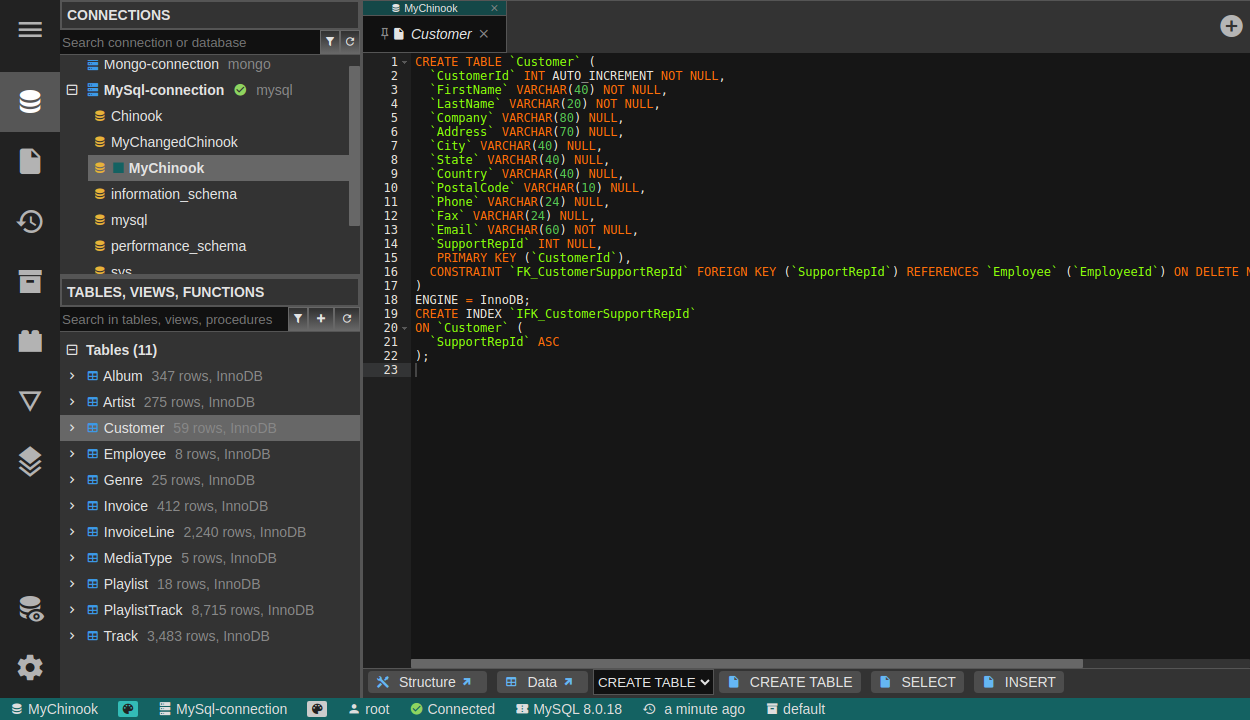 CONNECTIONS
Search connection or database
Mongo-connection mongo
MySql-connection mysql
Chinook
MyChangedChinook
MyChinook
information_schema
mysql
performance_schema
sys
TABLES, VIEWS, FUNCTIONS
Search in tables, views, procedures
Tables (11)
Album 347 rows, InnoDB
Artist 275 rows, InnoDB
Customer 59 rows, InnoDB
Employee 8 rows, InnoDB
Genre 25 rows, InnoDB
Invoice 412 rows, InnoDB
InvoiceLine 2,240 rows, InnoDB
MediaType 5 rows, InnoDB
Playlist 18 rows, InnoDB
PlaylistTrack 8,715 rows, InnoDB
Track 3,483 rows, InnoDB
MyChinook
Customer
1 CREATE TABLE `Customer` (
2 `CustomerId` INT AUTO_INCREMENT NOT NULL,
3 `FirstName` VARCHAR(40) NOT NULL,
4 `LastName` VARCHAR(20) NOT NULL,
5 `Company` VARCHAR(80) NULL,
6 `Address` VARCHAR(70) NULL,
7 `City` VARCHAR(40) NULL,
8 `State` VARCHAR(40) NULL,
9 `Country` VARCHAR(40) NULL,
10 `PostalCode` VARCHAR(10) NULL,
11 `Phone` VARCHAR(24) NULL,
12 `Fax` VARCHAR(24) NULL,
13 `Email` VARCHAR(60) NOT NULL,
14 `SupportRepId` INT NULL,
15 PRIMARY KEY (`CustomerId`),
16 CONSTRAINT `FK_CustomerSupportRepId` FOREIGN KEY (`SupportRepId`) REFERENCES `Employee` (`EmployeeId`) ON DELETE
17 )
18 ENGINE = InnoDB;
19 CREATE INDEX `IFK_CustomerSupportRepId`
20 ON `Customer` (
21 `SupportRepId` ASC
22 );
23
Structure Data CREATE TABLE CREATE TABLE SELECT INSERT
MyChinook MySql-connection root Connected MySQL 8.0.18 a minute ago default